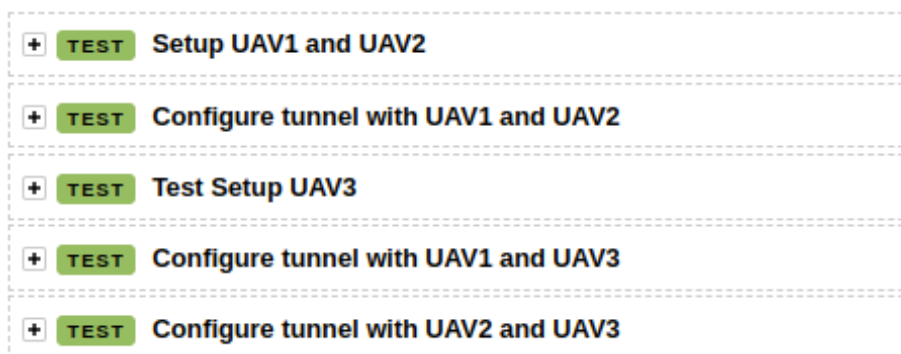 TEST Setup UAV1 and UAV2
TEST Configure tunnel with UAV1 and UAV2
TEST Test Setup UAV3
TEST Configure tunnel with UAV1 and UAV3
TEST Configure tunnel with UAV2 and UAV3